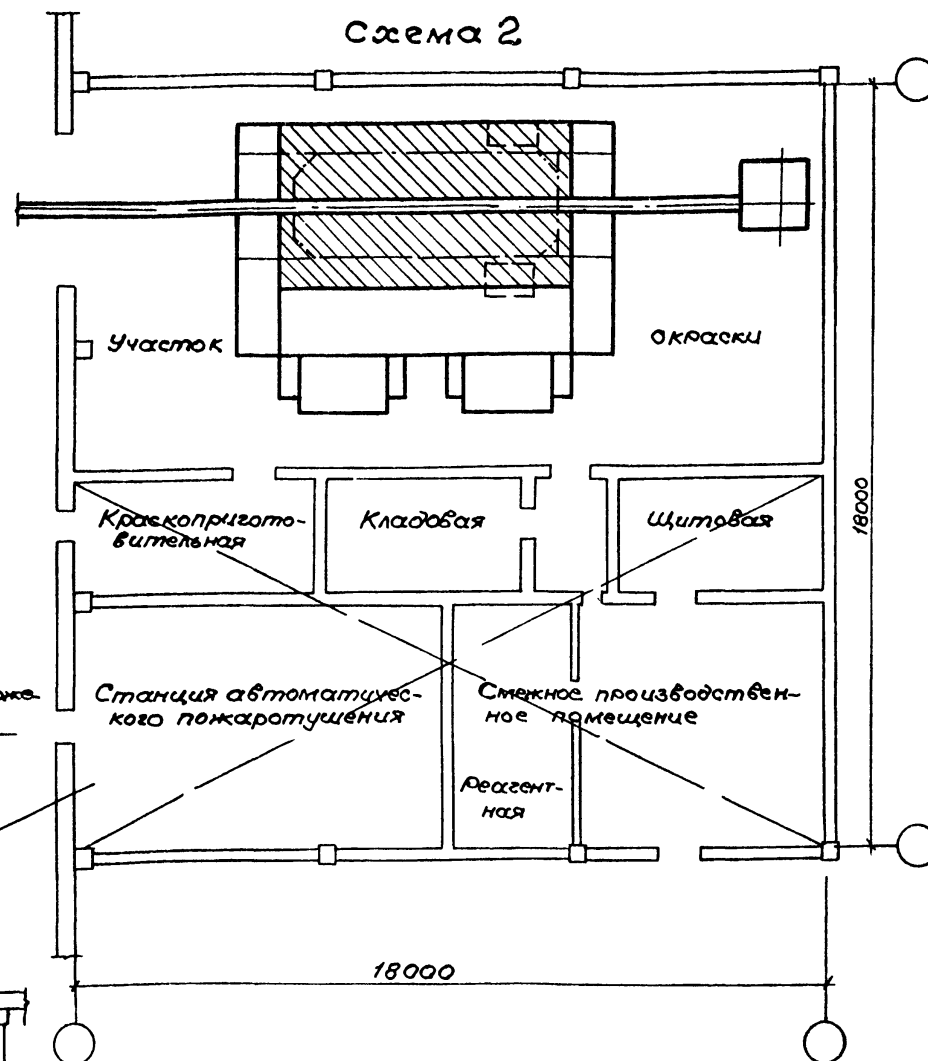 Схема 2
Участок
окраски
Краскопригото-
вительная
Кладовая
Щитовая
18000
Станция автоматичес-
кого пожаротушения
Смежное производствен-
ное помещение
Реагент-
ная
18000